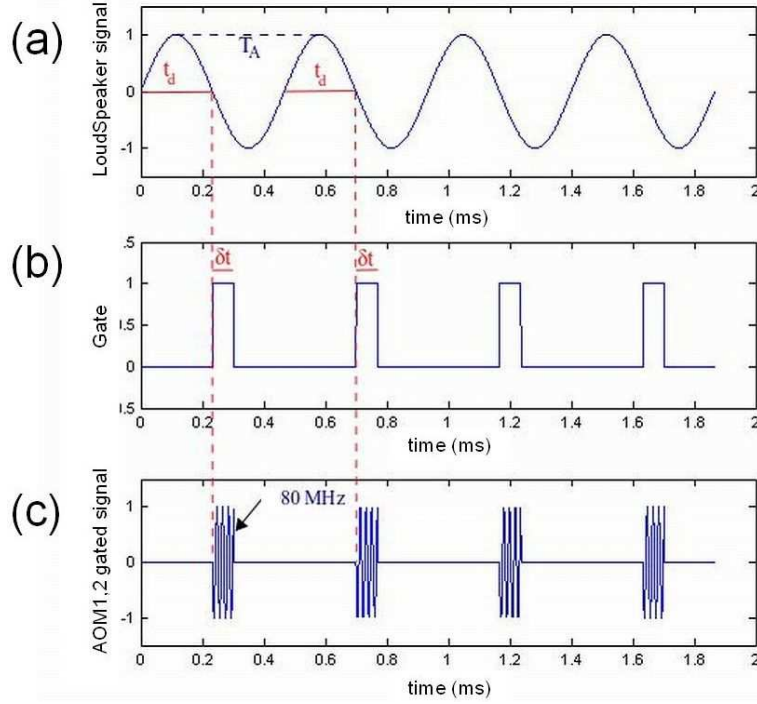 (a)
LoudSpeaker signal
1
0
-1
T_A
t_d
t_d
0 0.2 0.4 0.6 0.8 1 1.2 1.4 1.6 1.8 2
time (ms)
(b)
Gate
.5
1
).5
0
).5
δt
δt
0 0.2 0.4 0.6 0.8 1 1.2 1.4 1.6 1.8 2
time (ms)
(c)
AOM1.2 gated signal
1
0
-1
80 MHz
0 0.2 0.4 0.6 0.8 1 1.2 1.4 1.6 1.8 2
time (ms)